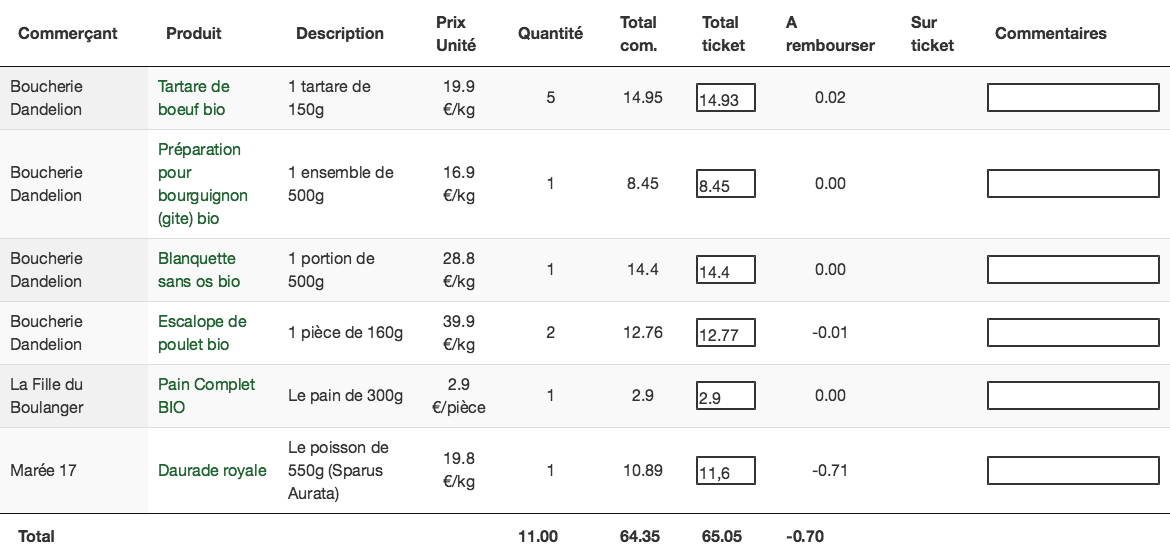 Commerçant Produit Description Prix Unité Quantité Total com. Total ticket A rembourser Sur ticket Commentaires
Boucherie Dandelion Tartare de boeuf bio 1 tartare de 150g 19.9 €/kg 5 14.95 14.93 0.02
Boucherie Dandelion Préparation pour bourguignon (gite) bio 1 ensemble de 500g 16.9 €/kg 1 8.45 8.45 0.00
Boucherie Dandelion Blanquette sans os bio 1 portion de 500g 28.8 €/kg 1 14.4 14.4 0.00
Boucherie Dandelion Escalope de poulet bio 1 pièce de 160g 39.9 €/kg 2 12.76 12.77 -0.01
La Fille du Boulanger Pain Complet BIO Le pain de 300g 2.9 €/pièce 1 2.9 2.9 0.00
Marée 17 Daurade royale Le poisson de 550g (Sparus Aurata) 19.8 €/kg 1 10.89 11,6 -0.71
Total 11.00 64.35 65.05 -0.70